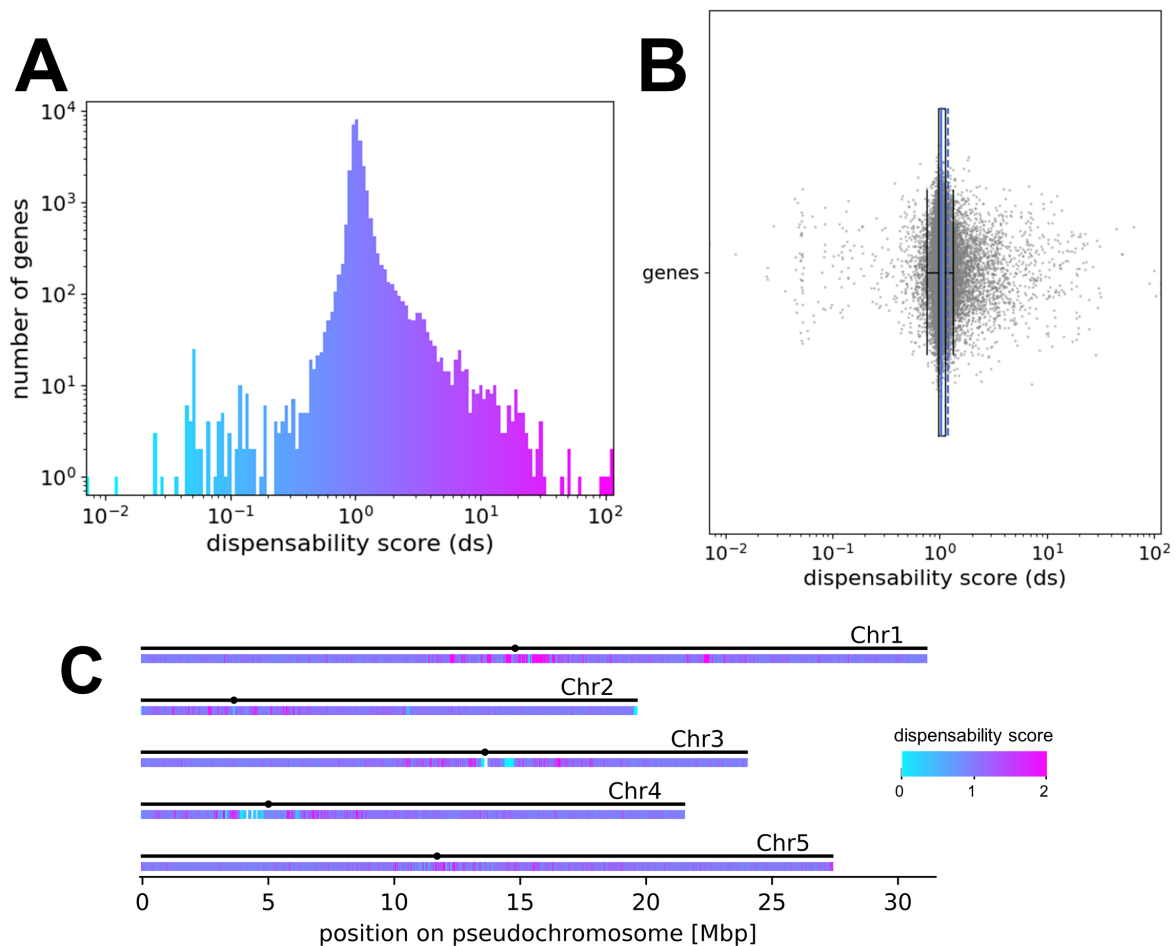 A
10⁴
10³
10²
10¹
10⁰
number of genes
10⁻² 10⁻¹ 10⁰ 10¹ 10²
dispensability score (ds)
B
genes
10⁻² 10⁻¹ 10⁰ 10¹ 10²
dispensability score (ds)
C
Chr1
Chr2
Chr3
Chr4
Chr5
0 5 10 15 20 25 30
position on pseudochromosome [Mbp]
dispensability score
0 1 2